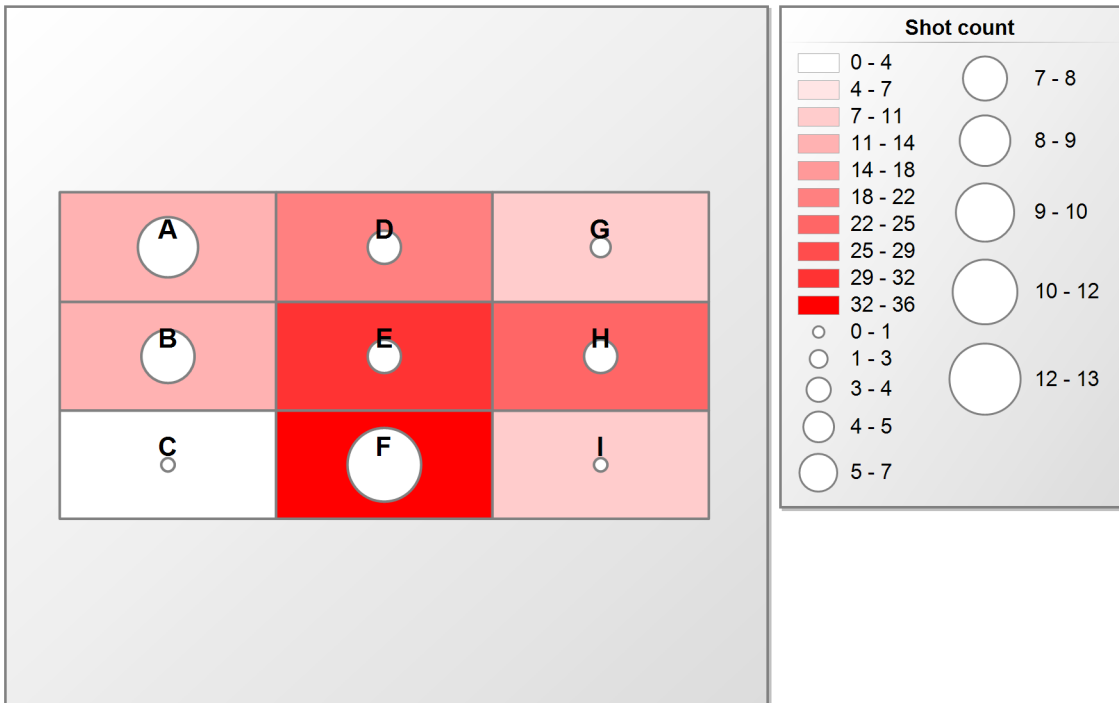 A
D
G
B
E
H
C
F
I
Shot count
0 - 4
4 - 7
7 - 11
11 - 14
14 - 18
18 - 22
22 - 25
25 - 29
29 - 32
32 - 36
0 - 1
1 - 3
3 - 4
4 - 5
5 - 7
7 - 8
8 - 9
9 - 10
10 - 12
12 - 13